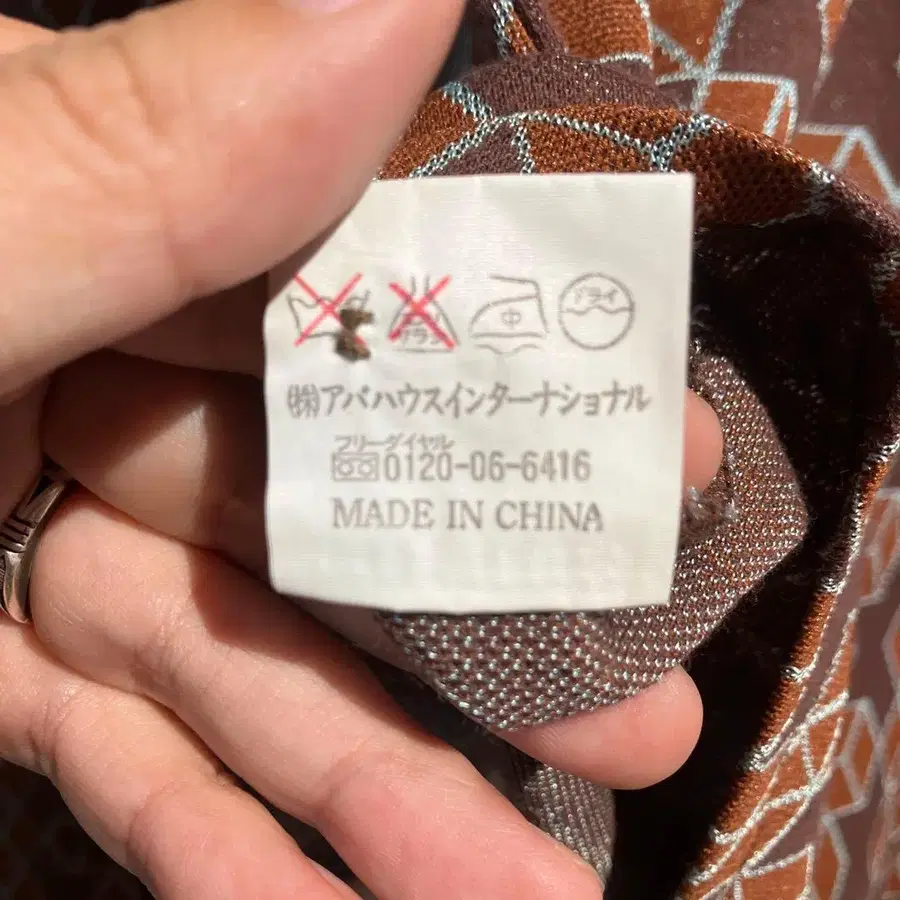 中 ドライ
㈱アバハウスインターナショナル
フリーダイヤル
0120-06-6416
MADE IN CHINA